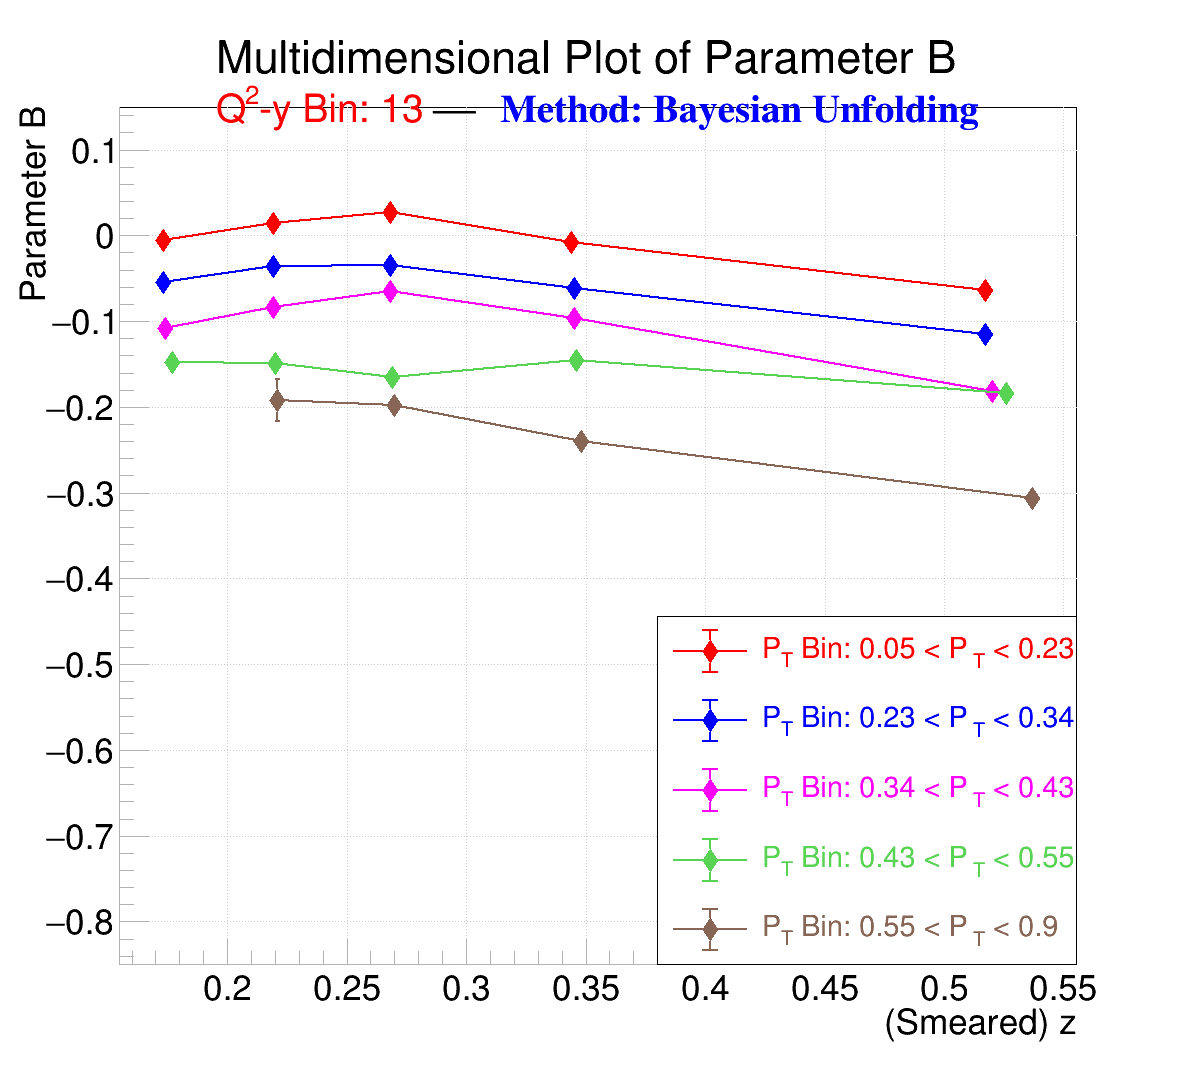 Multidimensional Plot of Parameter B
Q2-y Bin: 13 — Method: Bayesian Unfolding
Parameter B
0.1
0
−0.1
−0.2
−0.3
−0.4
−0.5
−0.6
−0.7
−0.8
PT Bin: 0.05 < PT < 0.23
PT Bin: 0.23 < PT < 0.34
PT Bin: 0.34 < PT < 0.43
PT Bin: 0.43 < PT < 0.55
PT Bin: 0.55 < PT < 0.9
0.2 0.25 0.3 0.35 0.4 0.45 0.5 0.55
(Smeared) z